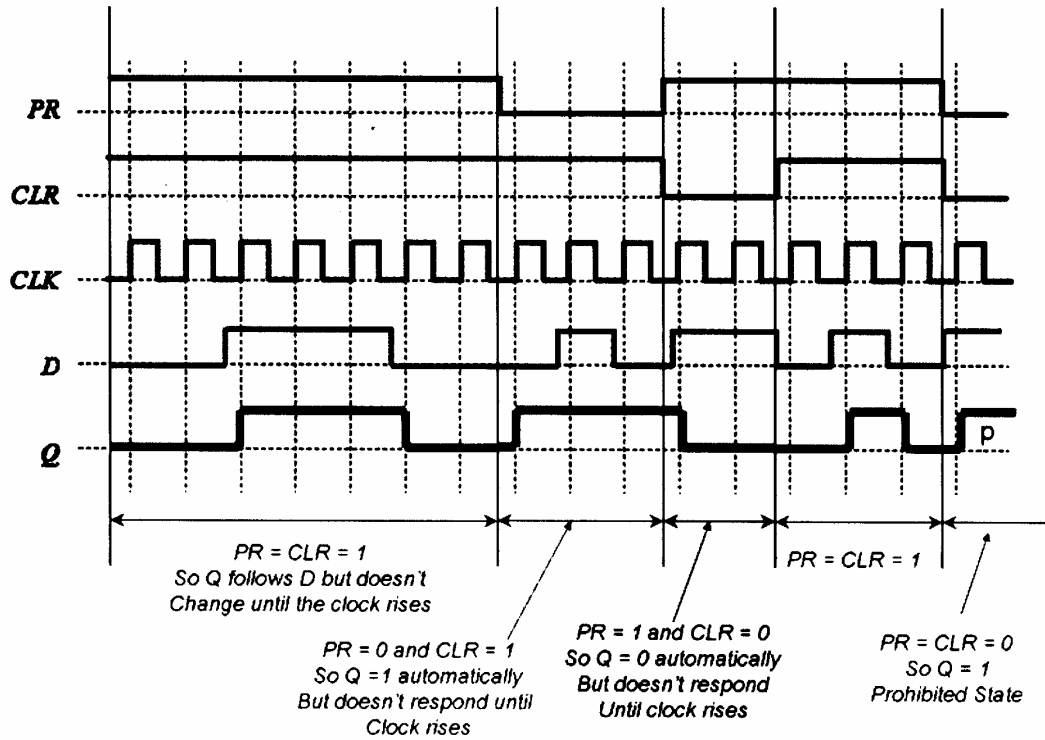 PR
CLR
CLK
D
Q
p
PR = CLR = 1
So Q follows D but doesn't
Change until the clock rises
PR = 0 and CLR = 1
So Q =1 automatically
But doesn't respond until
Clock rises
PR = 1 and CLR = 0
So Q = 0 automatically
But doesn't respond
Until clock rises
PR = CLR = 1
PR = CLR = 0
So Q = 1
Prohibited State